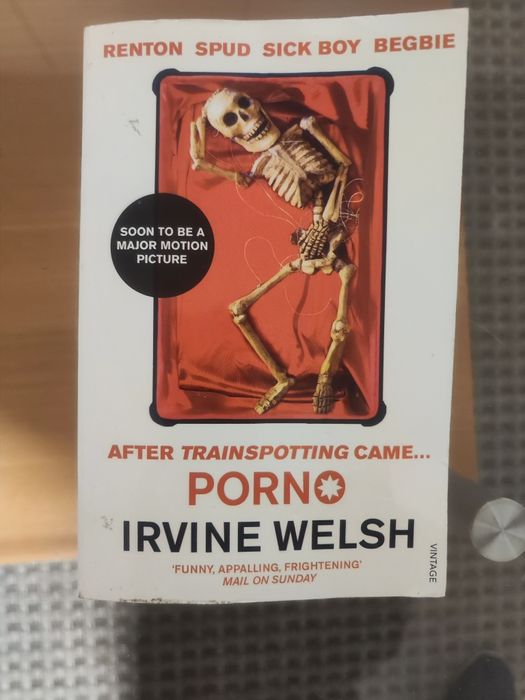 RENTON SPUD SICK BOY BEGBIE
SOON TO BE A
MAJOR MOTION
PICTURE
AFTER TRAINSPOTTING CAME...
PORNO
IRVINE WELSH
'FUNNY, APPALLING, FRIGHTENING'
MAIL ON SUNDAY
VINTAGE